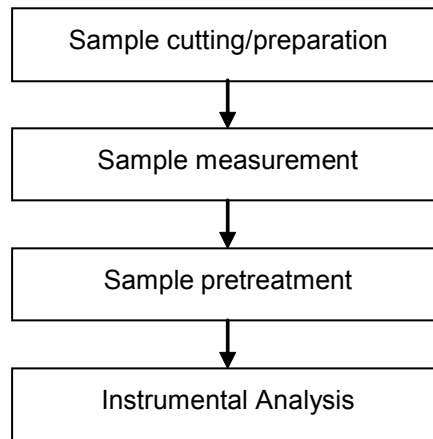 Sample cutting/preparation
Sample measurement
Sample pretreatment
Instrumental Analysis